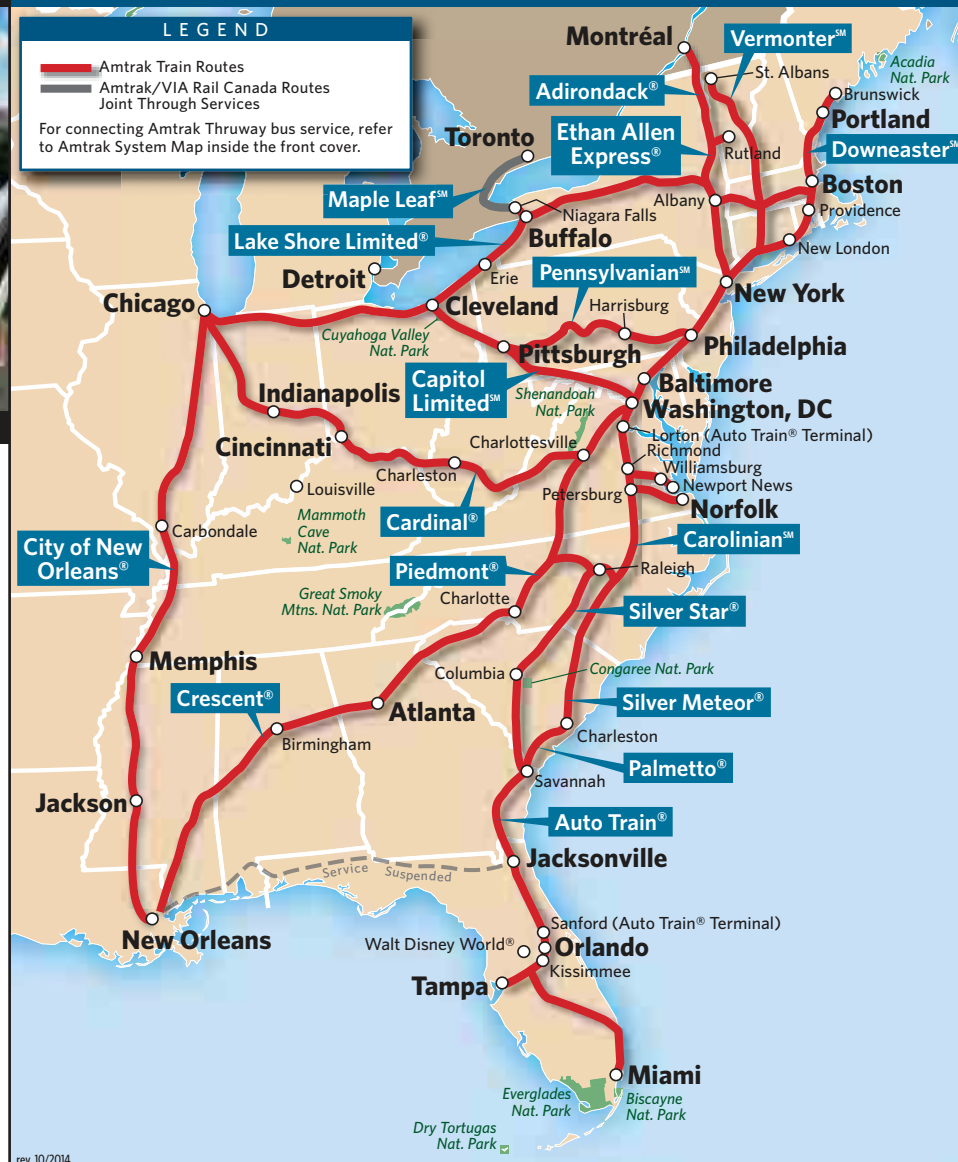 LEGEND
Amtrak Train Routes
Amtrak/VIA Rail Canada Routes
Joint Through Services
For connecting Amtrak Thruway bus service, refer
to Amtrak System Map inside the front cover.
Montréal
Vermonter℠
St. Albans
Acadia
Nat. Park
Adirondack®
Brunswick
Portland
Toronto
Ethan Allen
Express®
Rutland
Downeaster℠
Maple Leaf℠
Albany
Boston
Niagara Falls
Providence
Lake Shore Limited®
Buffalo
New London
Detroit
Erie
Pennsylvanian℠
New York
Chicago
Cleveland
Harrisburg
Cuyahoga Valley
Nat. Park
Pittsburgh
Philadelphia
Indianapolis
Capitol
Limited℠
Shenandoah
Nat. Park
Baltimore
Washington, DC
Cincinnati
Charlottesville
Lorton (Auto Train® Terminal)
Richmond
Williamsburg
Charleston
Newport News
Louisville
Petersburg
Norfolk
Mammoth
Cave
Nat. Park
Cardinal®
Carbondale
Carolinian℠
City of New
Orleans®
Piedmont®
Raleigh
Great Smoky
Mtns. Nat. Park
Charlotte
Silver Star®
Memphis
Columbia
Congaree Nat. Park
Crescent®
Silver Meteor®
Atlanta
Birmingham
Charleston
Palmetto®
Savannah
Jackson
Auto Train®
Jacksonville
Service Suspended
New Orleans
Sanford (Auto Train® Terminal)
Walt Disney World®
Orlando
Kissimmee
Tampa
Miami
Everglades
Nat. Park
Biscayne
Nat. Park
Dry Tortugas
Nat. Park
rev. 10/2014